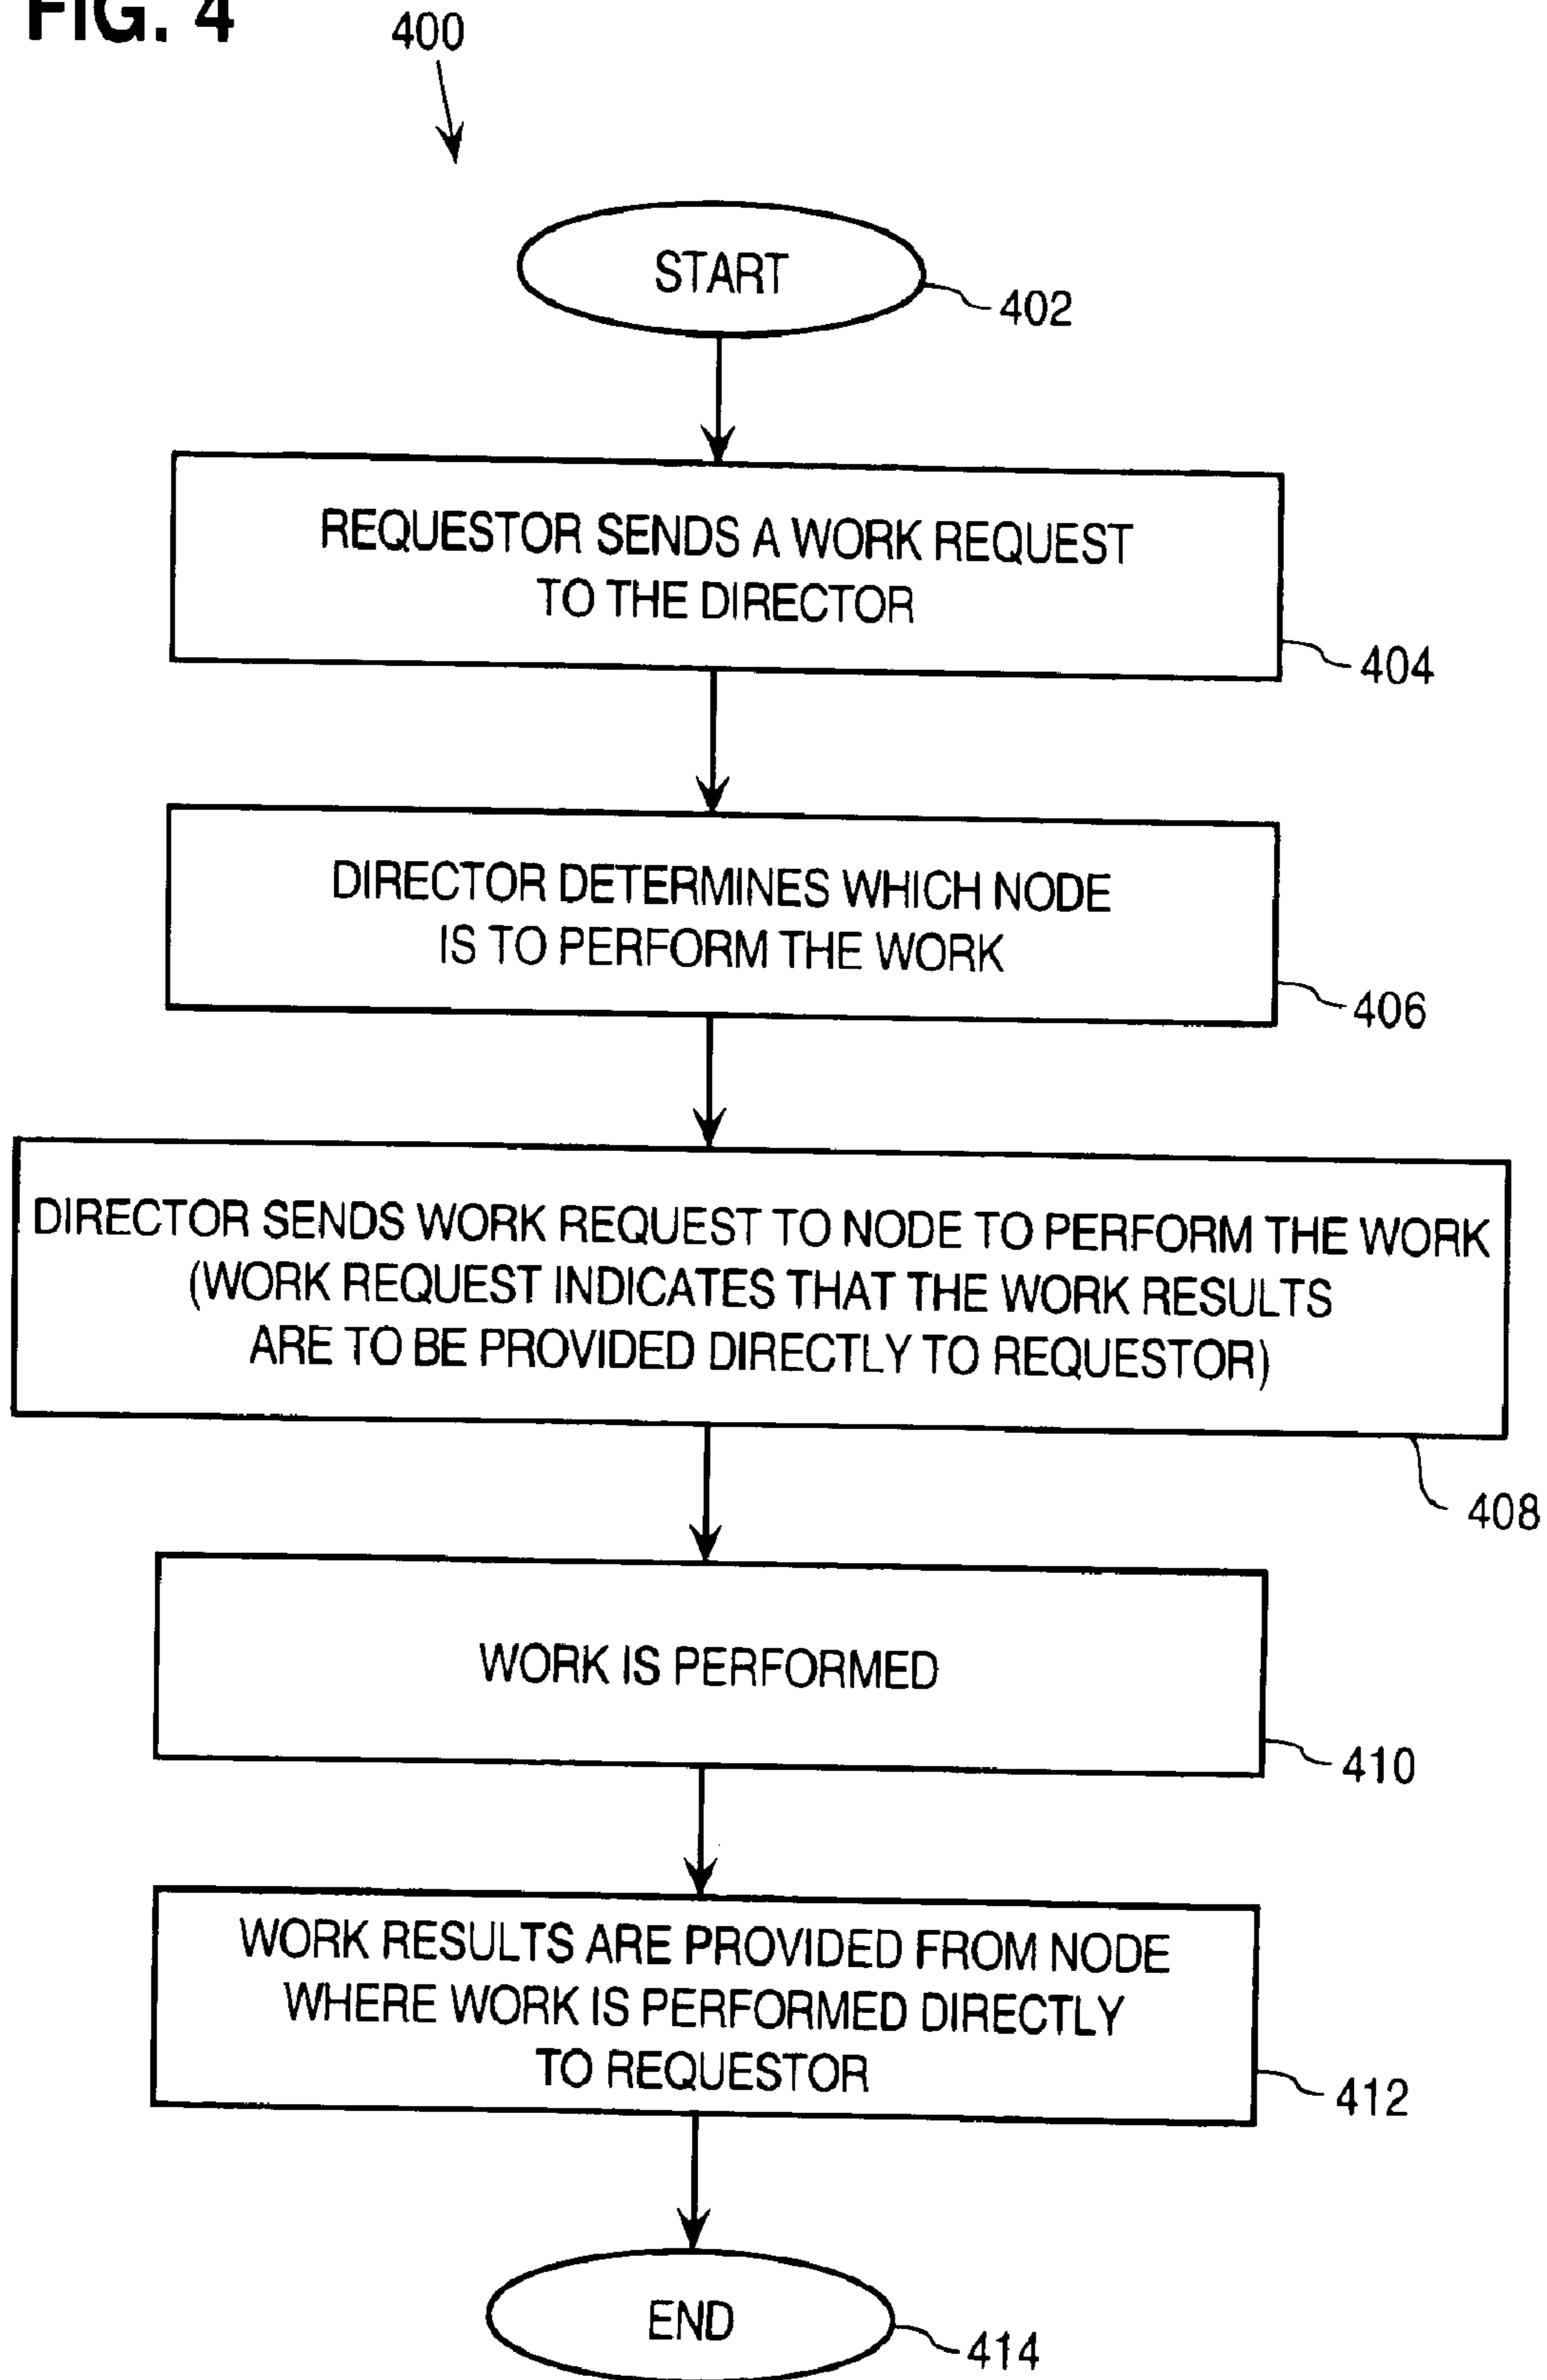 FIG. 4
400
START
402
REQUESTOR SENDS A WORK REQUEST
TO THE DIRECTOR
404
DIRECTOR DETERMINES WHICH NODE
IS TO PERFORM THE WORK
406
DIRECTOR SENDS WORK REQUEST TO NODE TO PERFORM THE WORK
(WORK REQUEST INDICATES THAT THE WORK RESULTS
ARE TO BE PROVIDED DIRECTLY TO REQUESTOR)
408
WORK IS PERFORMED
410
WORK RESULTS ARE PROVIDED FROM NODE
WHERE WORK IS PERFORMED DIRECTLY
TO REQUESTOR
412
END
414